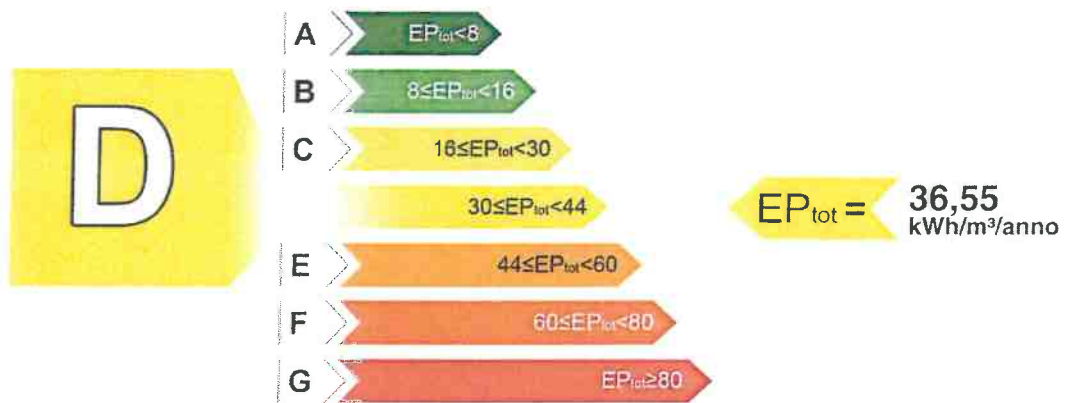 A EPtot<8
B 8≤EPtot<16
C 16≤EPtot<30
D 30≤EPtot<44
EPtot = 36,55
kWh/m³/anno
E 44≤EPtot<60
F 60≤EPtot<80
G EPtot≥80